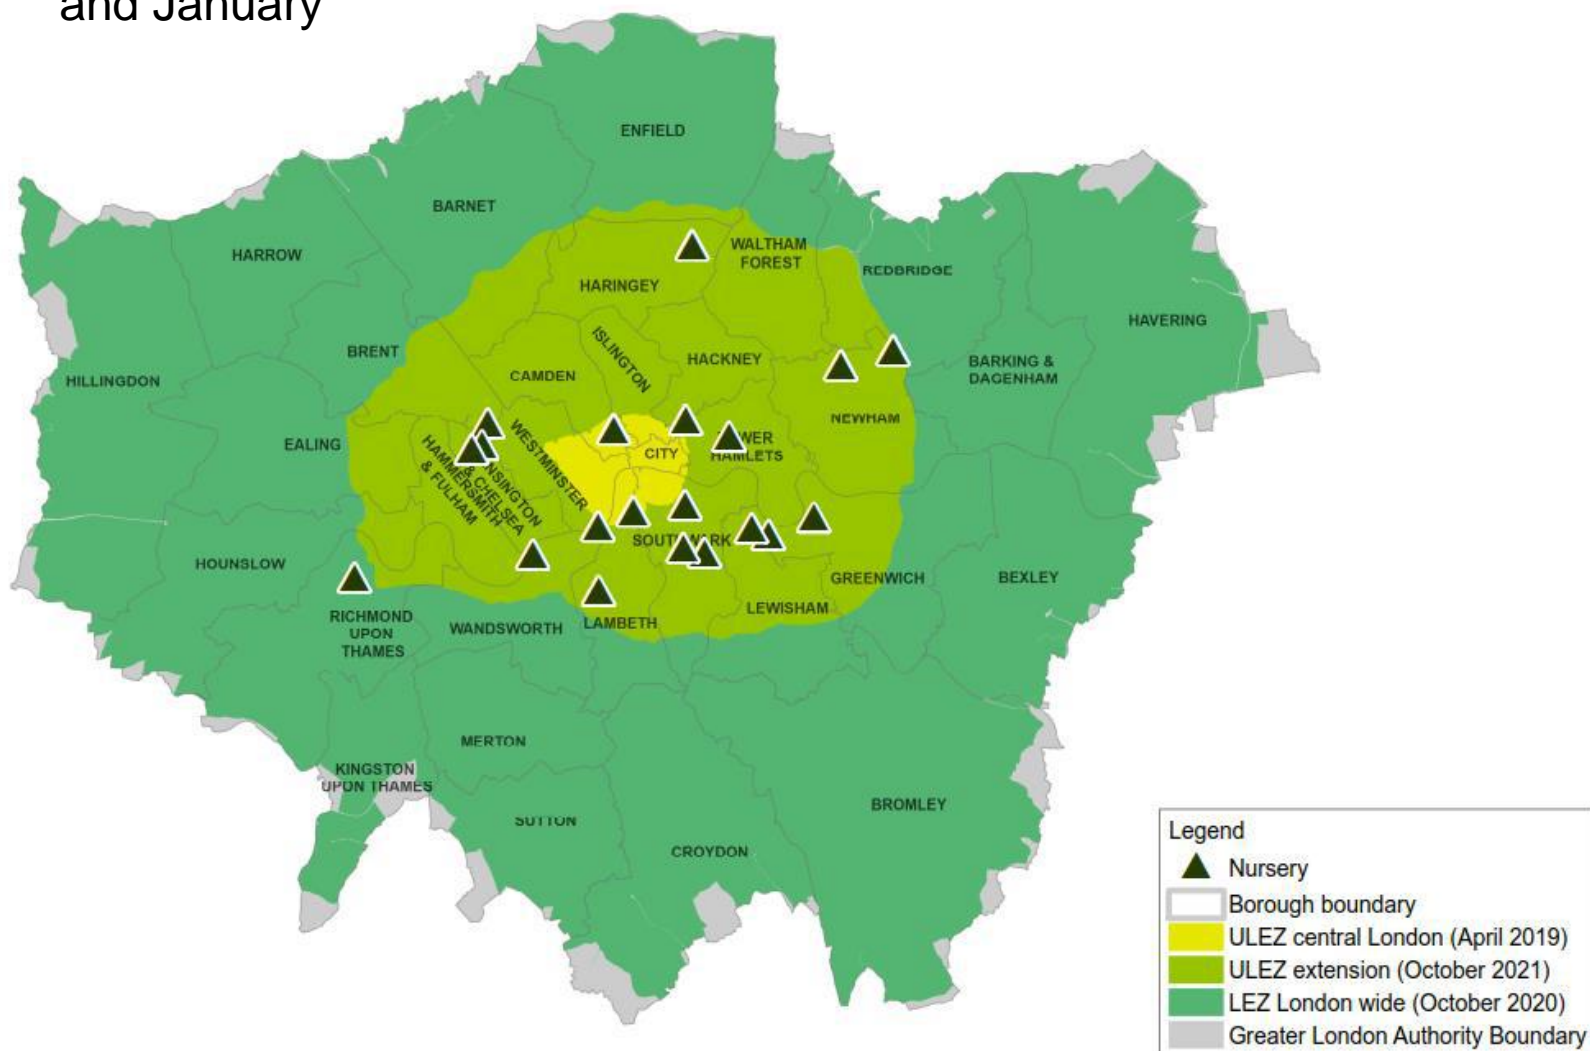 and January
ENFIELD
BARNET
HARROW
WALTHAM
FOREST
REDBRIDGE
HARINGEY
HAVERING
ISLINGTON
BRENT
HACKNEY
BARKING &
DAGENHAM
HILLINGDON
CAMDEN
NEWHAM
EALING
WESTMINSTER
CITY
HAMLETS
& CHELSEA
HAMMERSMITH
& FULHAM
HOUNSLOW
GREENWICH
BEXLEY
LEWISHAM
RICHMOND
UPON
THAMES
WANDSWORTH
LAMBETH
MERTON
KINGSTON
UPON THAMES
BROMLEY
SUTTON
CROYDON
Legend
Nursery
Borough boundary
ULEZ central London (April 2019)
ULEZ extension (October 2021)
LEZ London wide (October 2020)
Greater London Authority Boundary